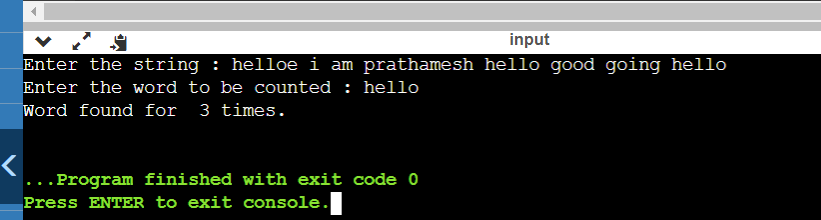 input
Enter the string : helloe i am prathamesh hello good going hello
Enter the word to be counted : hello
Word found for  3 times.
...Program finished with exit code 0
Press ENTER to exit console.